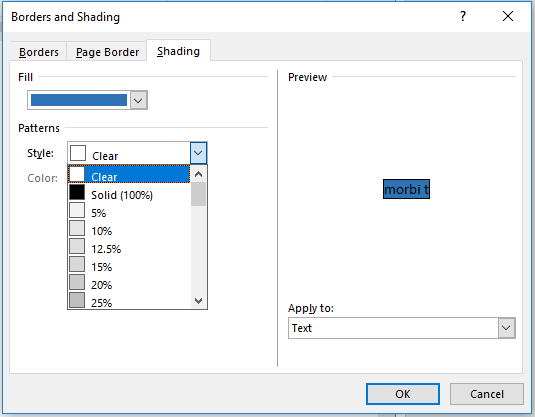 Borders and Shading
?
Borders Page Border Shading
Fill
Preview
Patterns
Style: Clear
Color:
Clear
Solid (100%)
5%
10%
12.5%
15%
20%
25%
morbi t
Apply to:
Text
OK Cancel